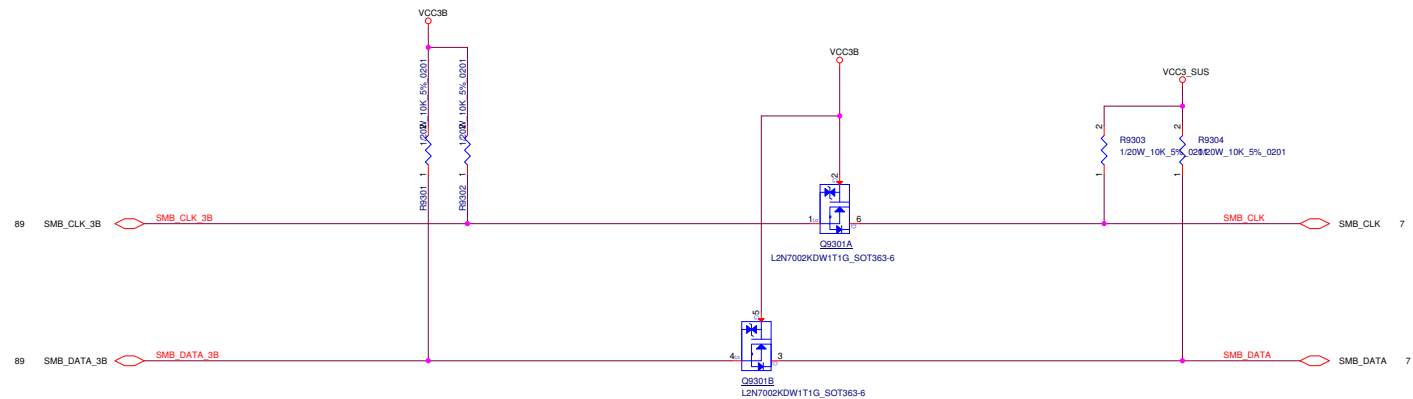 VCC3B
VCC3B
VCC3_SUS
1/20W_10K_5%_0201
1/20W_10K_5%_0201
2
2
1
1
R9301
R9302
2
2
R9303
R9304
1/20W_10K_5%_0201
1/20W_10K_5%_0201
1
1
2
89 SMB_CLK_3B
SMB_CLK_3B
1
6
SMB_CLK
SMB_CLK 7
Q9301A
L2N7002KDW1T1G_SOT363-6
5
89 SMB_DATA_3B
SMB_DATA_3B
4
3
SMB_DATA
SMB_DATA 7
Q9301B
L2N7002KDW1T1G_SOT363-6